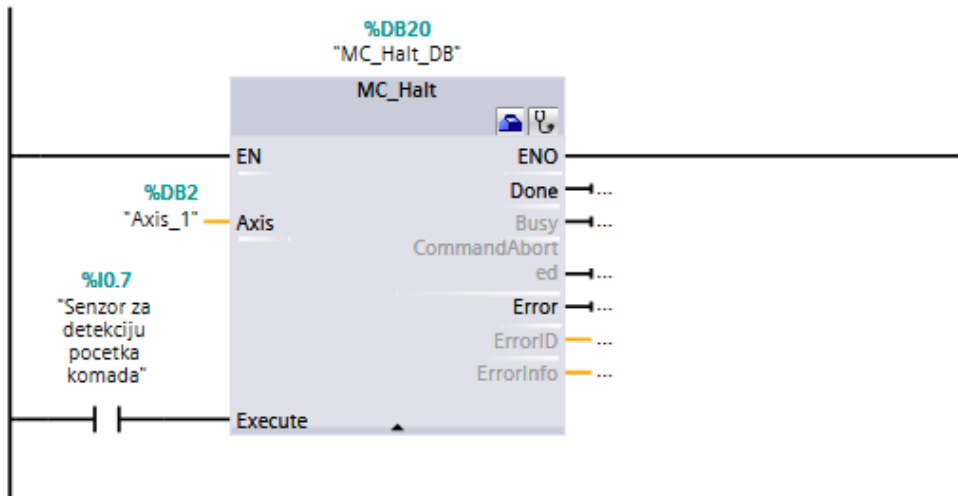 %DB20
"MC_Halt_DB"
MC_Halt
EN
ENO
%DB2
"Axis_1"
Axis
Done
...
Busy
...
CommandAbort
ed
...
%I0.7
"Senzor za
detekciju
pocetka
komada"
Error
...
ErrorID
...
ErrorInfo
...
Execute